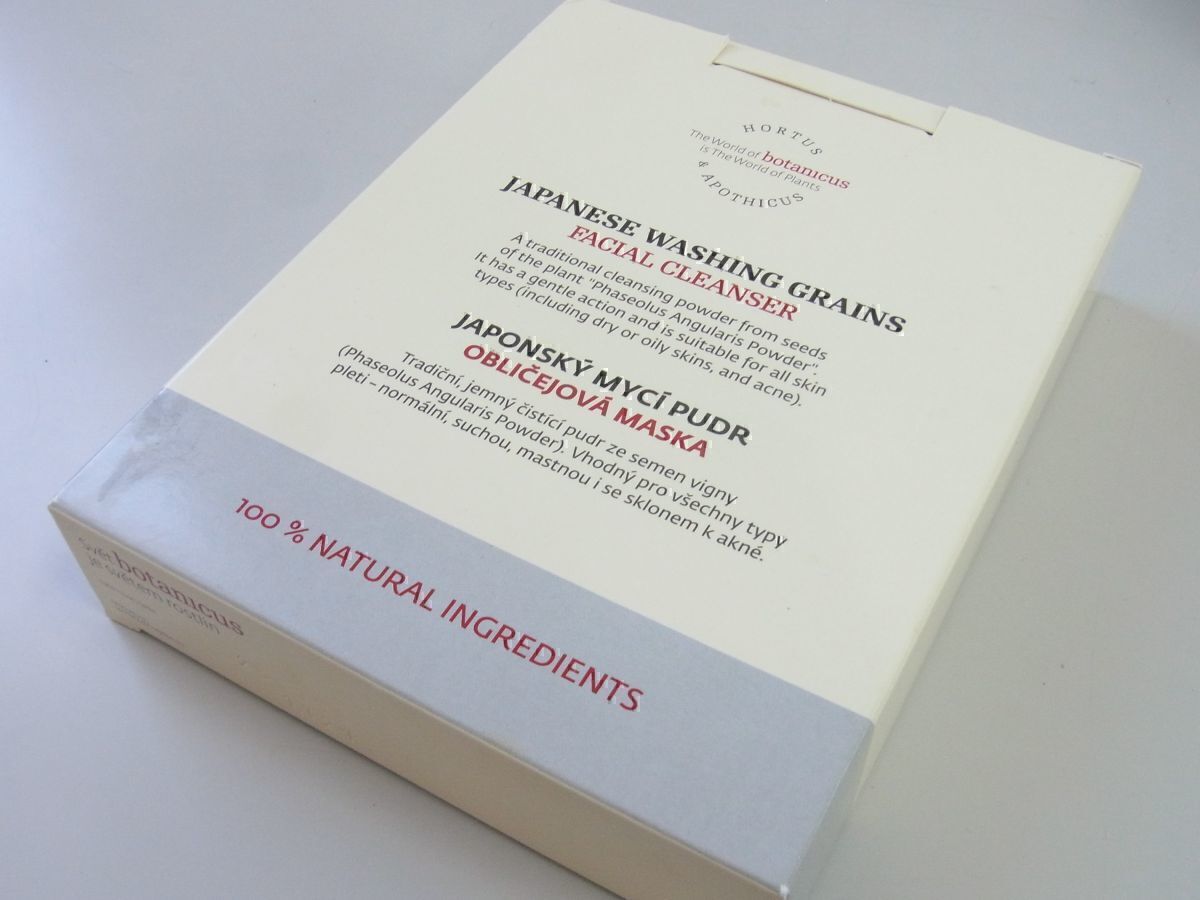 HORTUS
The World of botanicus
is The World of Plants
& APOTHICUS
JAPANESE WASHING GRAINS
FACIAL CLEANSER
A traditional cleansing powder from seeds
of the plant "Phaseolus Angularis Powder".
It has a gentle action and is suitable for all skin
types (including dry or oily skins, and acne).
JAPONSKÝ MYCÍ PUDR
OBLIČEJOVÁ MASKA
Tradiční, jemný čistící pudr ze semen vigny
(Phaseolus Angularis Powder). Vhodný pro všechny typy
pleti – normální, suchou, mastnou i se sklonem k akné.
100 % NATURAL INGREDIENTS
Svět botanicus
je světem rostlin